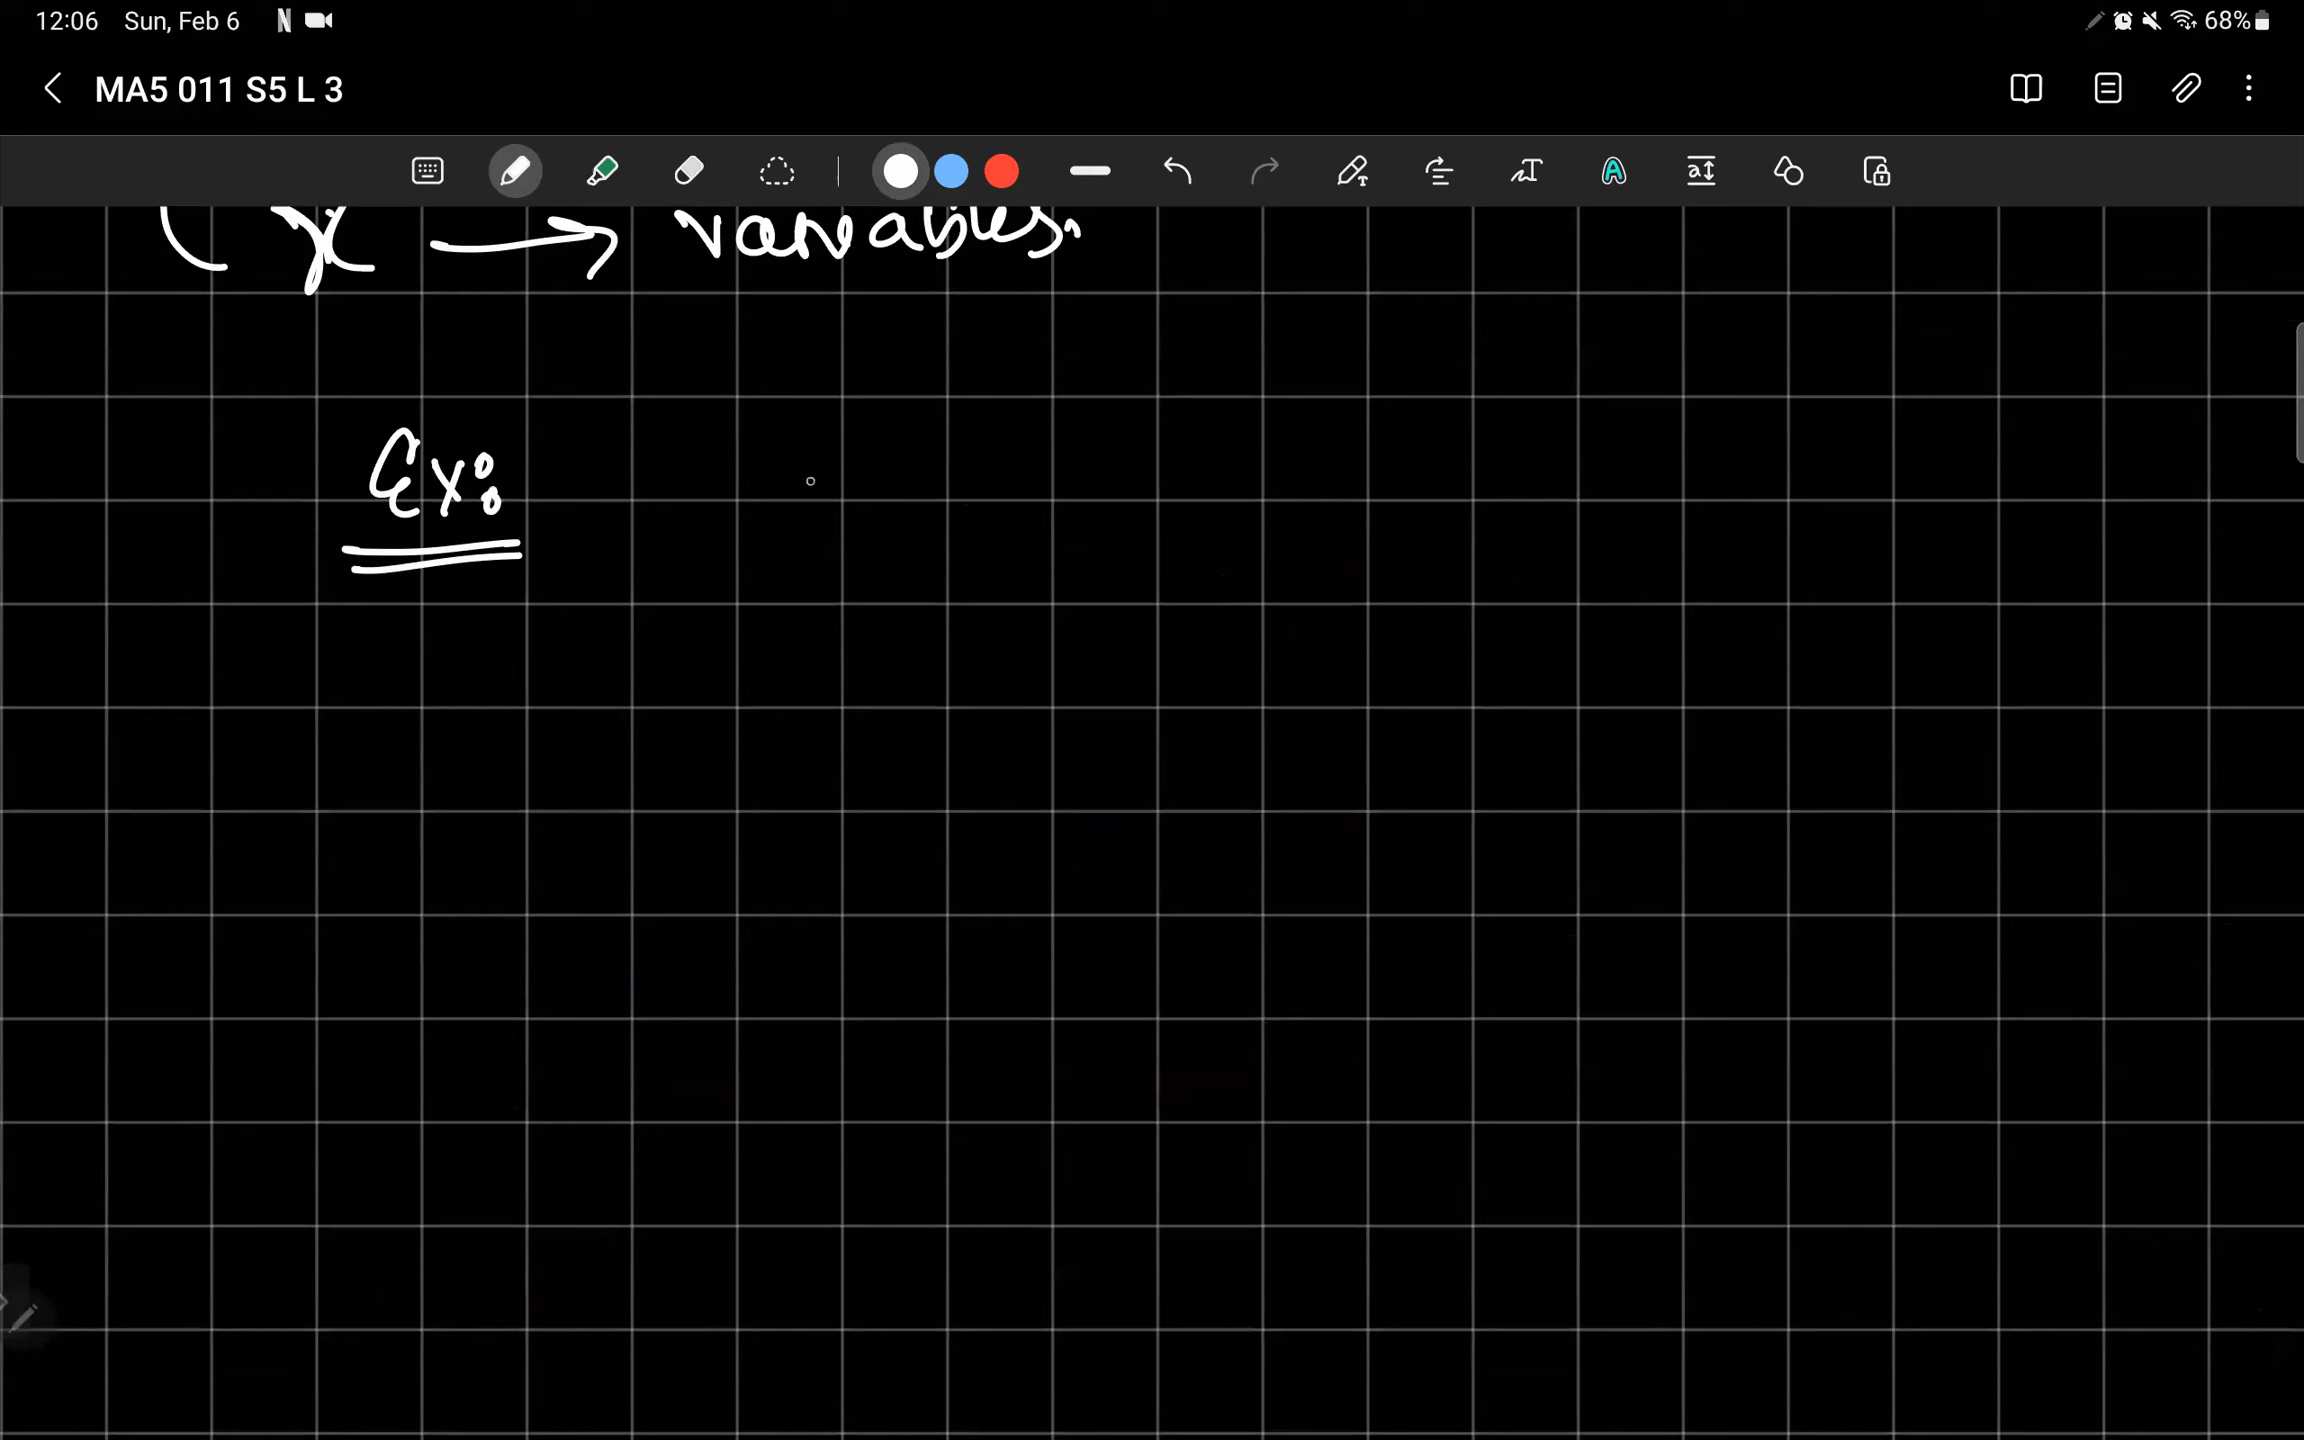 12:06 Sun, Feb 6 N 68%
MA5 011 S5 L 3
( x → variables.
Ex: